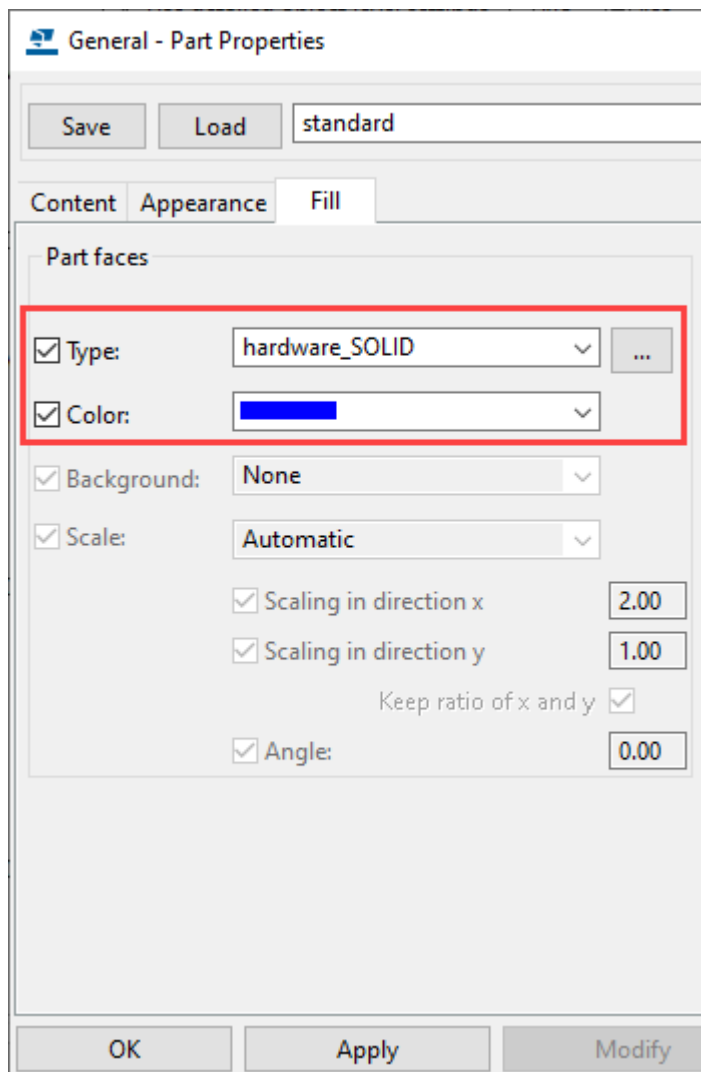 General - Part Properties
Save Load standard
Content Appearance Fill
Part faces
Type: hardware_SOLID ...
Color:
Background: None
Scale: Automatic
Scaling in direction x 2.00
Scaling in direction y 1.00
Keep ratio of x and y
Angle: 0.00
OK Apply Modify